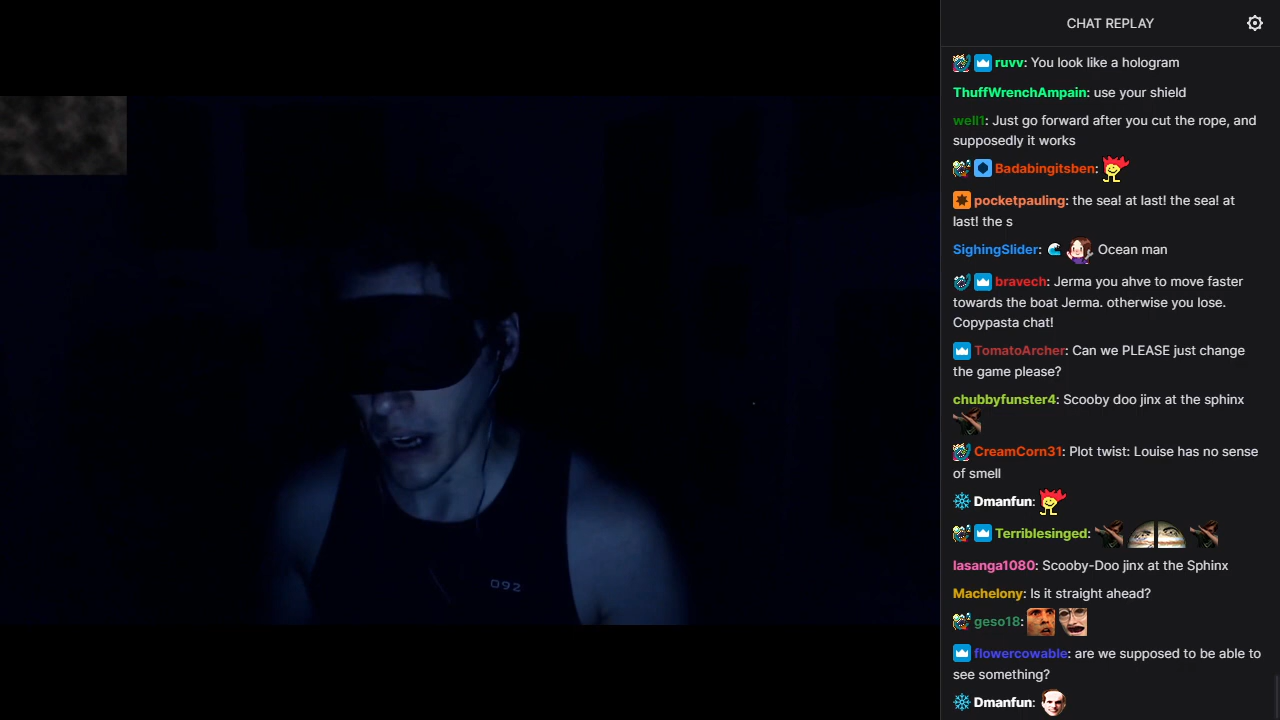 CHAT REPLAY
ruvv: You look like a hologram
ThuffWrenchAmpain: use your shield
well1: Just go forward after you cut the rope, and
supposedly it works
Badabingitsben:
pocketpauling: the seal at last! the seal at
last! the s
SighingSlider: Ocean man
bravech: Jerma you ahve to move faster
towards the boat Jerma. otherwise you lose.
Copypasta chat!
TomatoArcher: Can we PLEASE just change
the game please?
chubbyfunster4: Scooby doo jinx at the sphinx
CreamCorn31: Plot twist: Louise has no sense
of smell
Dmanfun:
Terriblesinged:
lasanga1080: Scooby-Doo jinx at the Sphinx
Machelony: Is it straight ahead?
geso18:
flowercowable: are we supposed to be able to
see something?
Dmanfun:
092